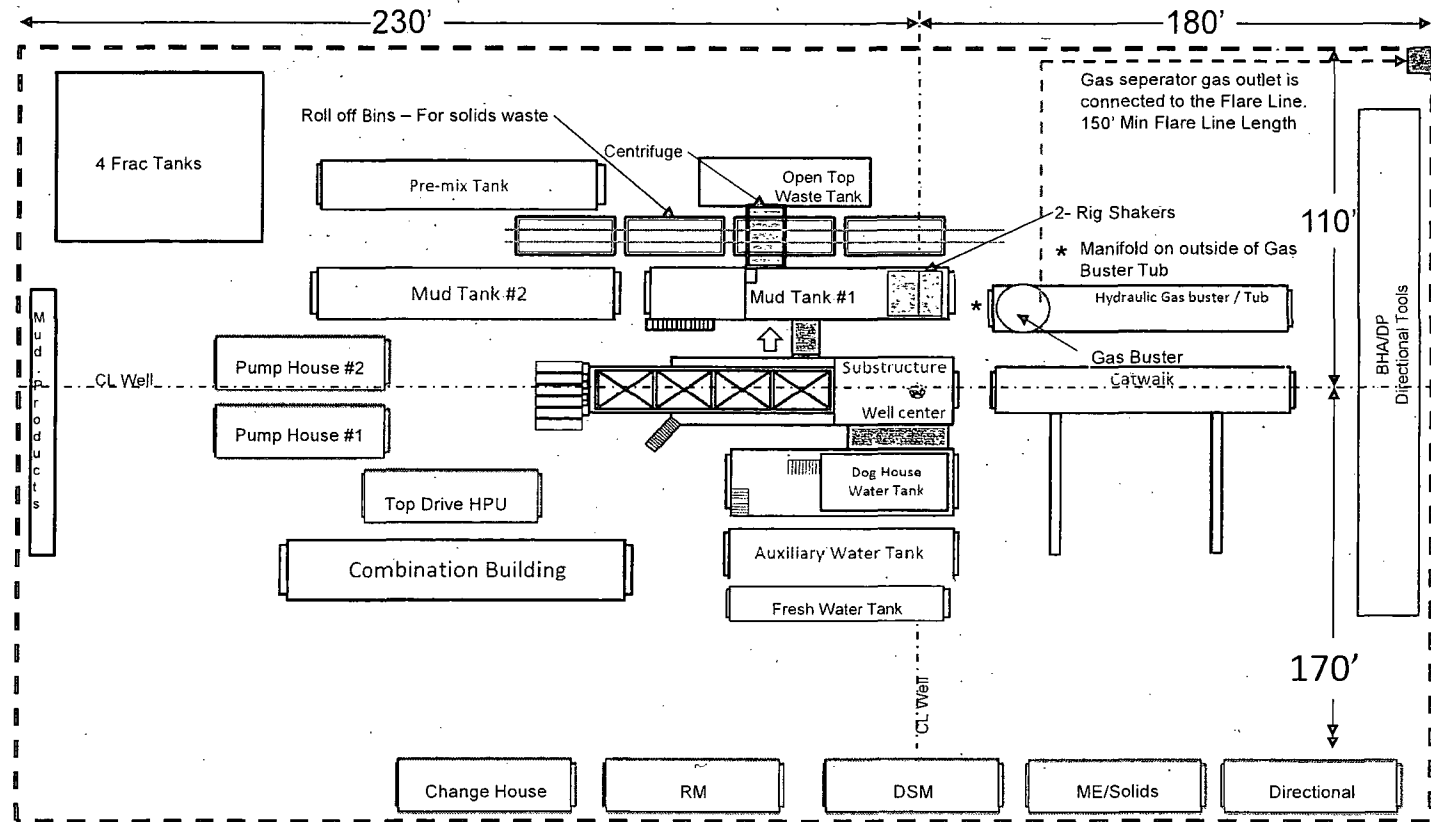 230'
180'
Gas seperator gas outlet is
connected to the Flare Line.
150' Min Flare Line Length
Roll off Bins – For solids waste
4 Frac Tanks
Centrifuge
Pre-mix Tank
Open Top
Waste Tank
2- Rig Shakers
110'
* Manifold on outside of Gas
Buster Tub
Mud Tank #2
Mud Tank #1
*
Hydraulic Gas buster / Tub
Mud Products
BHA/DP
Directional Tools
Pump House #2
Gas Buster
CL Well
Substructure
Catwalk
Well center
Pump House #1
Dog House
Water Tank
Top Drive HPU
Auxiliary Water Tank
Combination Building
Fresh Water Tank
170'
CL Well
Change House
RM
DSM
ME/Solids
Directional